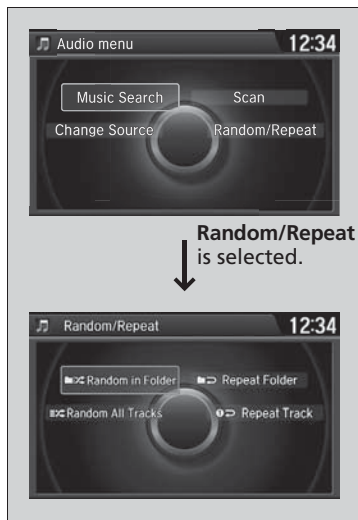 Audio menu 12:34
Music Search Scan
Change Source Random/Repeat
Random/Repeat
is selected.
Random/Repeat 12:34
Random in Folder Repeat Folder
Random All Tracks Repeat Track